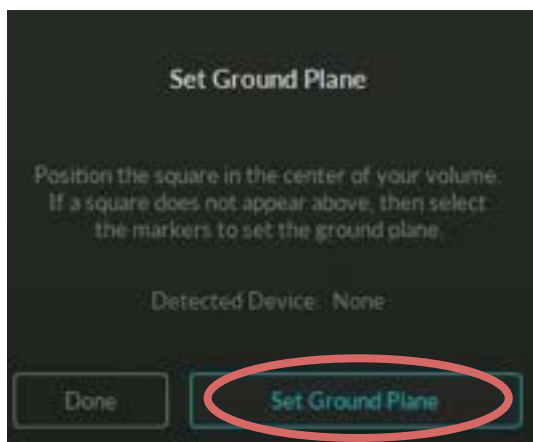 Set Ground Plane
Position the square in the center of your volume.
If a square does not appear above, then select
the markers to set the ground plane.
Detected Device: None
Done
Set Ground Plane